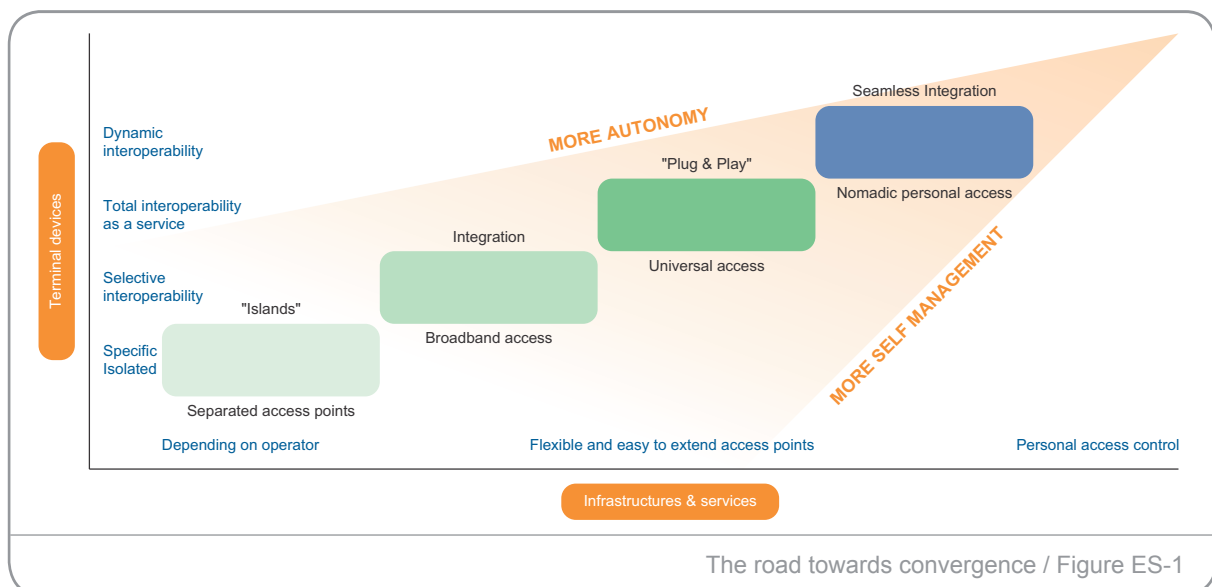 Seamless Integration
MORE AUTONOMY
Dynamic
interoperability
"Plug & Play"
Nomadic personal access
Total interoperability
as a service
Integration
Universal access
Terminal devices
Selective
interoperability
"Islands"
Broadband access
MORE SELF MANAGEMENT
Specific
Isolated
Separated access points
Depending on operator
Flexible and easy to extend access points
Personal access control
Infrastructures & services
The road towards convergence / Figure ES-1